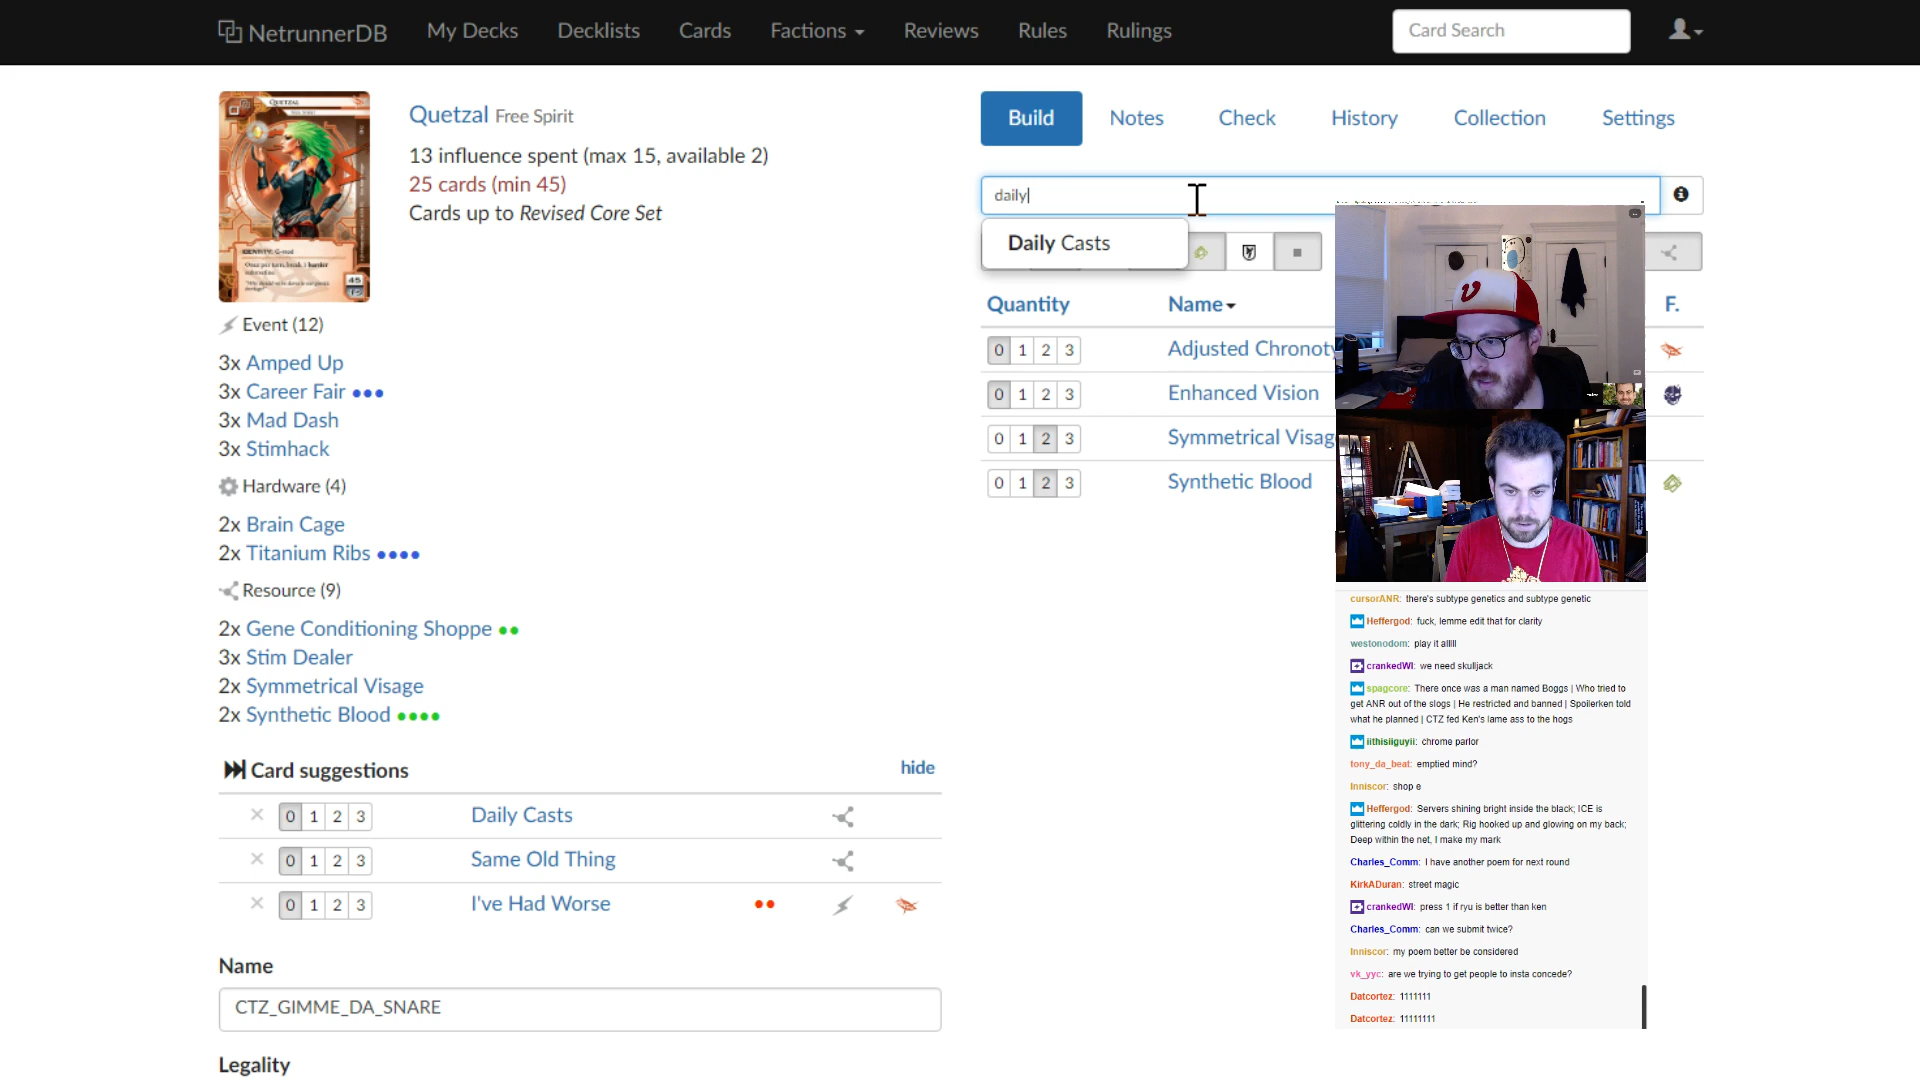 NetrunnerDB My Decks Decklists Cards Factions Reviews Rules Rulings Card Search
QUETZAL
Quetzal Free Spirit
13 influence spent (max 15, available 2)
25 cards (min 45)
Cards up to Revised Core Set
45
Event (12)
3x Amped Up
3x Career Fair
3x Mad Dash
3x Stimhack
Hardware (4)
2x Brain Cage
2x Titanium Ribs
Resource (9)
2x Gene Conditioning Shoppe
3x Stim Dealer
2x Symmetrical Visage
2x Synthetic Blood
Card suggestions hide
0 1 2 3 Daily Casts
0 1 2 3 Same Old Thing
0 1 2 3 I've Had Worse
Name
CTZ_GIMME_DA_SNARE
Legality
Build Notes Check History Collection Settings
daily
Daily Casts
Quantity Name F.
0 1 2 3 Adjusted Chronoty
0 1 2 3 Enhanced Vision
0 1 2 3 Symmetrical Visag
0 1 2 3 Synthetic Blood
cursorANR: there's subtype genetics and subtype genetic
Heffergod: fuck, lemme edit that for clarity
westonodom: play it allll
crankedWI: we need skulljack
spagcore: There once was a man named Boggs | Who tried to
get ANR out of the slogs | He restricted and banned | Spoilerken told
what he planned | CTZ fed Ken's lame ass to the hogs
iithisiiguyii: chrome parlor
tony_da_beat: emptied mind?
Inniscor: shop e
Heffergod: Servers shining bright inside the black; ICE is
glittering coldly in the dark; Rig hooked up and glowing on my back;
Deep within the net, I make my mark
Charles_Comm: I have another poem for next round
KirkADuran: street magic
crankedWI: press 1 if ryu is better than ken
Charles_Comm: can we submit twice?
Inniscor: my poem better be considered
vk_yyc: are we trying to get people to insta concede?
Datcortez: 1111111
Datcortez: 11111111